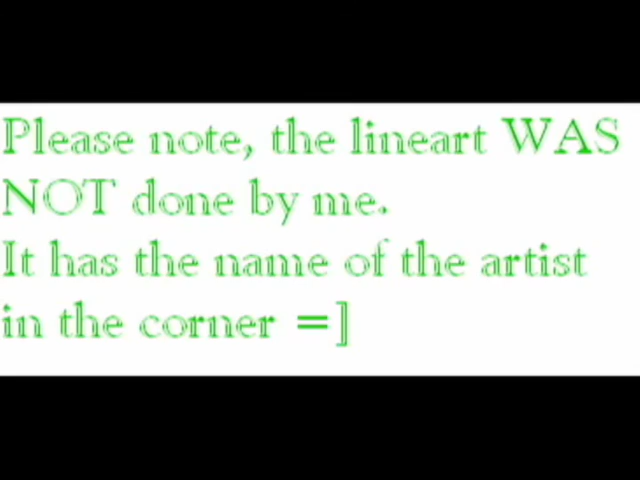 Please note, the lineart WAS
NOT done by me.
It has the name of the artist
in the corner =]